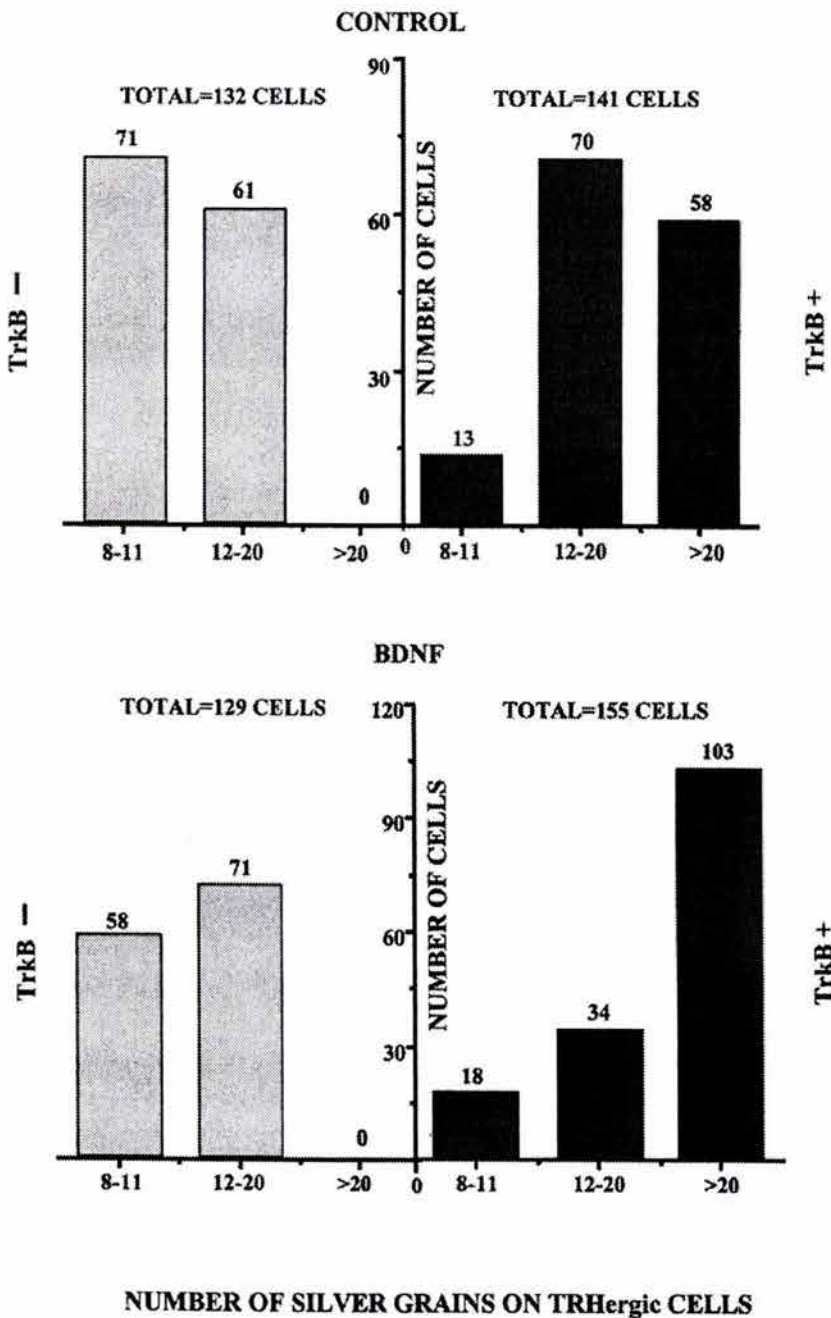 CONTROL
TOTAL=132 CELLS
TOTAL=141 CELLS
TrkB —
71
61
0
NUMBER OF CELLS
90
60
30
0
13
70
58
TrkB +
8-11
12-20
>20
8-11
12-20
>20
BDNF
TOTAL=129 CELLS
TOTAL=155 CELLS
TrkB —
58
71
0
NUMBER OF CELLS
120
90
60
30
0
18
34
103
TrkB +
8-11
12-20
>20
8-11
12-20
>20
NUMBER OF SILVER GRAINS ON TRHergic CELLS